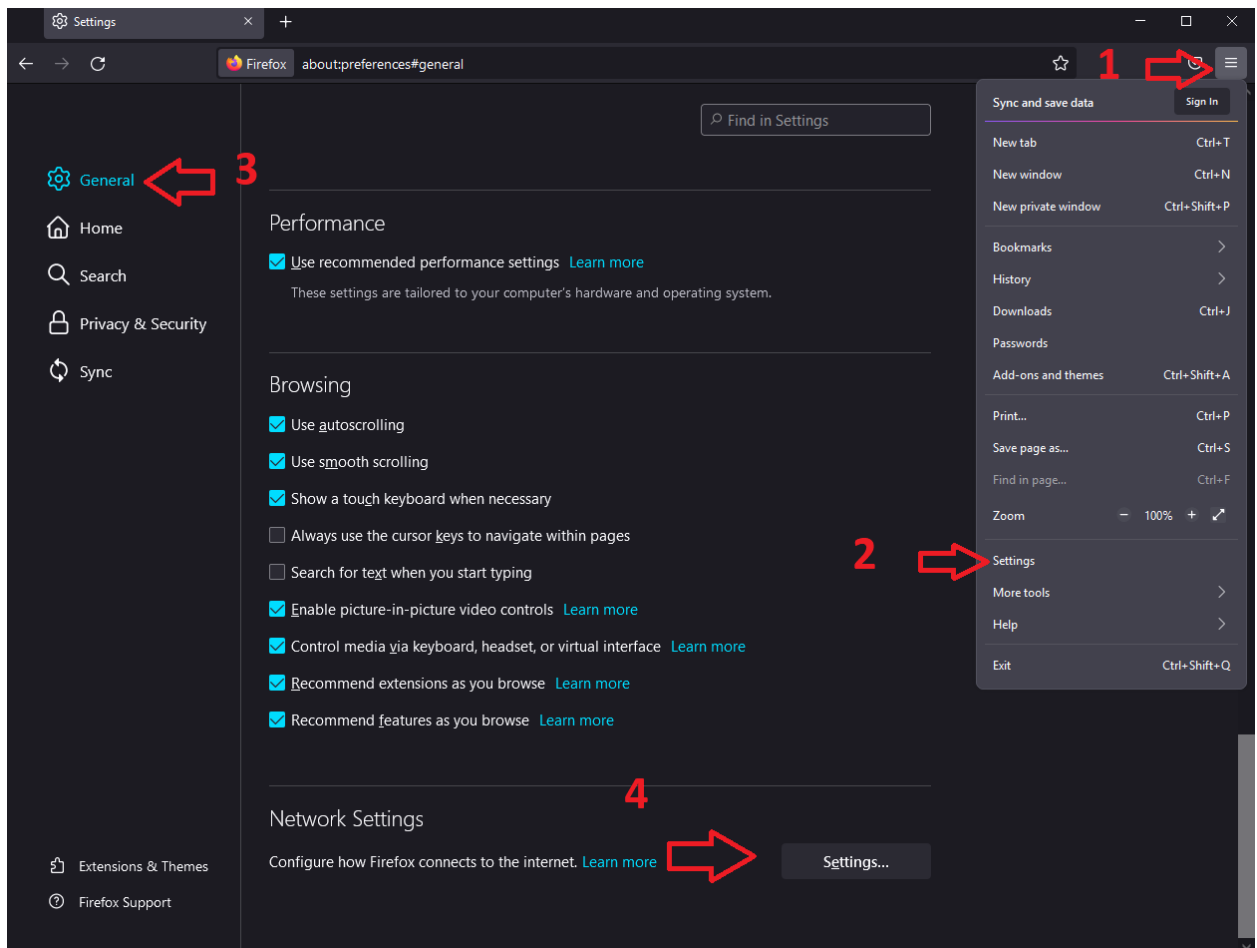 Settings
Firefox about:preferences#general
1
Find in Settings
General
3
Home
Search
Privacy & Security
Sync
Extensions & Themes
Firefox Support
Performance
Use recommended performance settings Learn more
These settings are tailored to your computer's hardware and operating system.
Browsing
Use autoscrolling
Use smooth scrolling
Show a touch keyboard when necessary
Always use the cursor keys to navigate within pages
Search for text when you start typing
Enable picture-in-picture video controls Learn more
Control media via keyboard, headset, or virtual interface Learn more
Recommend extensions as you browse Learn more
Recommend features as you browse Learn more
4
Network Settings
Configure how Firefox connects to the internet. Learn more Settings...
Sync and save data Sign In
New tab Ctrl+T
New window Ctrl+N
New private window Ctrl+Shift+P
Bookmarks
History
Downloads Ctrl+J
Passwords
Add-ons and themes Ctrl+Shift+A
Print... Ctrl+P
Save page as... Ctrl+S
Find in page... Ctrl+F
Zoom 100%
2
Settings
More tools
Help
Exit Ctrl+Shift+Q